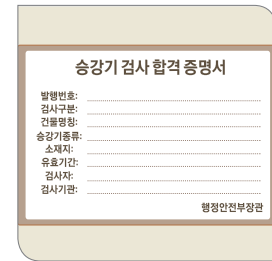 승강기 검사 합격 증명서
발행번호:
검사구분:
건물명칭:
승강기종류:
소재지:
유효기간:
검사자:
검사기관:
행정안전부장관